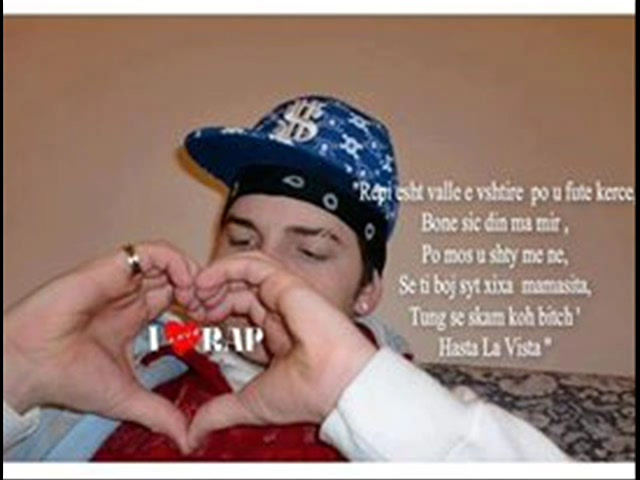 "Repi esht valle e vshtire po u fute kerce,
Bone sic din ma mir ,
Po mos u shty me ne,
Se ti boj syt xixa mamasita,
Tung se skam koh bitch '
Hasta La Vista "
I LOVE RAP
$